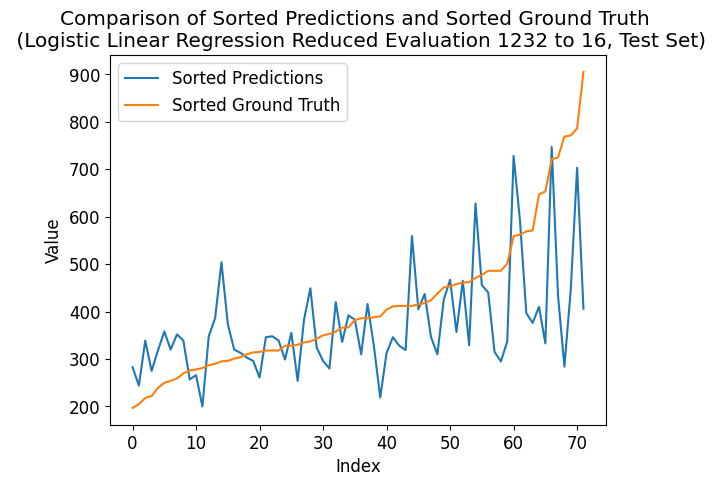 Comparison of Sorted Predictions and Sorted Ground Truth
(Logistic Linear Regression Reduced Evaluation 1232 to 16, Test Set)
Sorted Predictions
Sorted Ground Truth
Value
900
800
700
600
500
400
300
200
0 10 20 30 40 50 60 70
Index